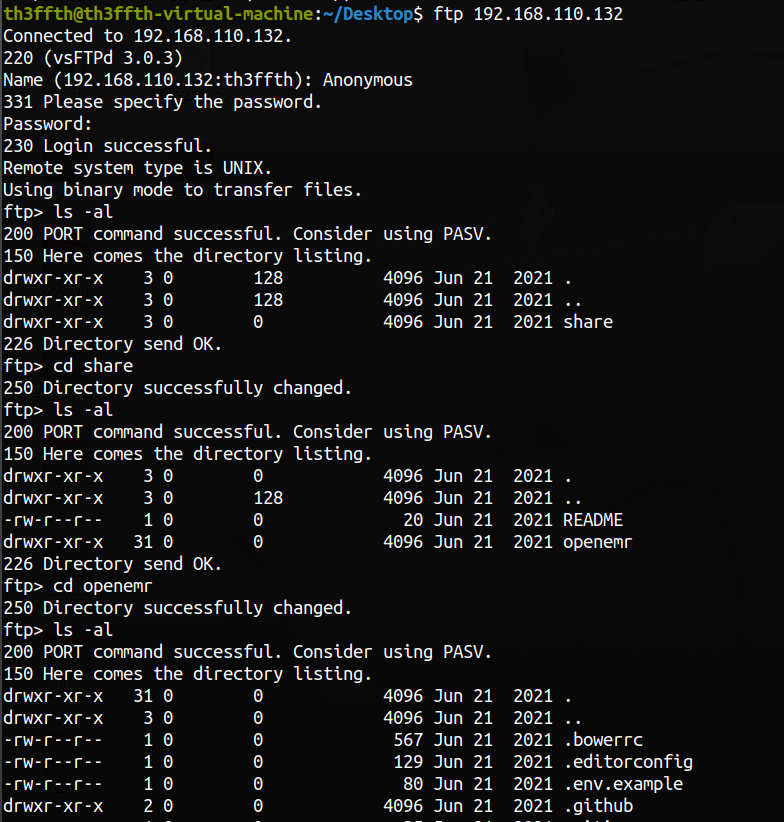 th3ffth@th3ffth-virtual-machine:~/Desktop$ ftp 192.168.110.132
Connected to 192.168.110.132.
220 (vsFTPd 3.0.3)
Name (192.168.110.132:th3ffth): Anonymous
331 Please specify the password.
Password:
230 Login successful.
Remote system type is UNIX.
Using binary mode to transfer files.
ftp> ls -al
200 PORT command successful. Consider using PASV.
150 Here comes the directory listing.
drwxr-xr-x    3 0        128          4096 Jun 21  2021 .
drwxr-xr-x    3 0        128          4096 Jun 21  2021 ..
drwxr-xr-x    3 0        0            4096 Jun 21  2021 share
226 Directory send OK.
ftp> cd share
250 Directory successfully changed.
ftp> ls -al
200 PORT command successful. Consider using PASV.
150 Here comes the directory listing.
drwxr-xr-x    3 0        0            4096 Jun 21  2021 .
drwxr-xr-x    3 0        128          4096 Jun 21  2021 ..
-rw-r--r--    1 0        0              20 Jun 21  2021 README
drwxr-xr-x   31 0        0            4096 Jun 21  2021 openemr
226 Directory send OK.
ftp> cd openemr
250 Directory successfully changed.
ftp> ls -al
200 PORT command successful. Consider using PASV.
150 Here comes the directory listing.
drwxr-xr-x   31 0        0            4096 Jun 21  2021 .
drwxr-xr-x    3 0        0            4096 Jun 21  2021 ..
-rw-r--r--    1 0        0             567 Jun 21  2021 .bowerrc
-rw-r--r--    1 0        0             129 Jun 21  2021 .editorconfig
-rw-r--r--    1 0        0              80 Jun 21  2021 .env.example
drwxr-xr-x    2 0        0            4096 Jun 21  2021 .github